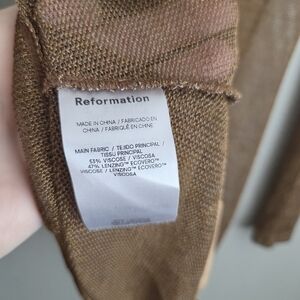 Reformation
MADE IN CHINA / FABRICADO EN
CHINA / FABRIQUÉ EN CHINE
MAIN FABRIC / TEJIDO PRINCIPAL /
TISSU PRINCIPAL
53% VISCOSE / VISCOSA
47% LENZING™ ECOVERO™
VISCOSE / LENZING™ ECOVERO™
VISCOSA